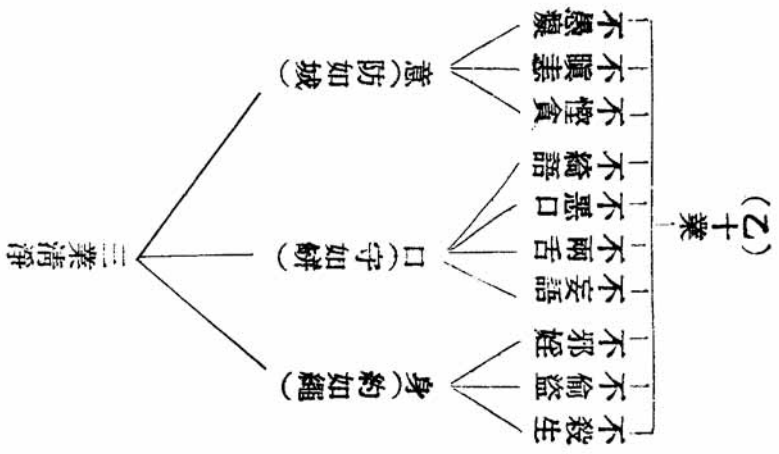 (乙)十業
不殺生
不偷盜
不邪婬
不妄語
不兩舌
不惡口
不綺語
不慳貪
不瞋恚
不愚癡
身(約如繩)
口(守如缾)
意(防如城)
三業清淨